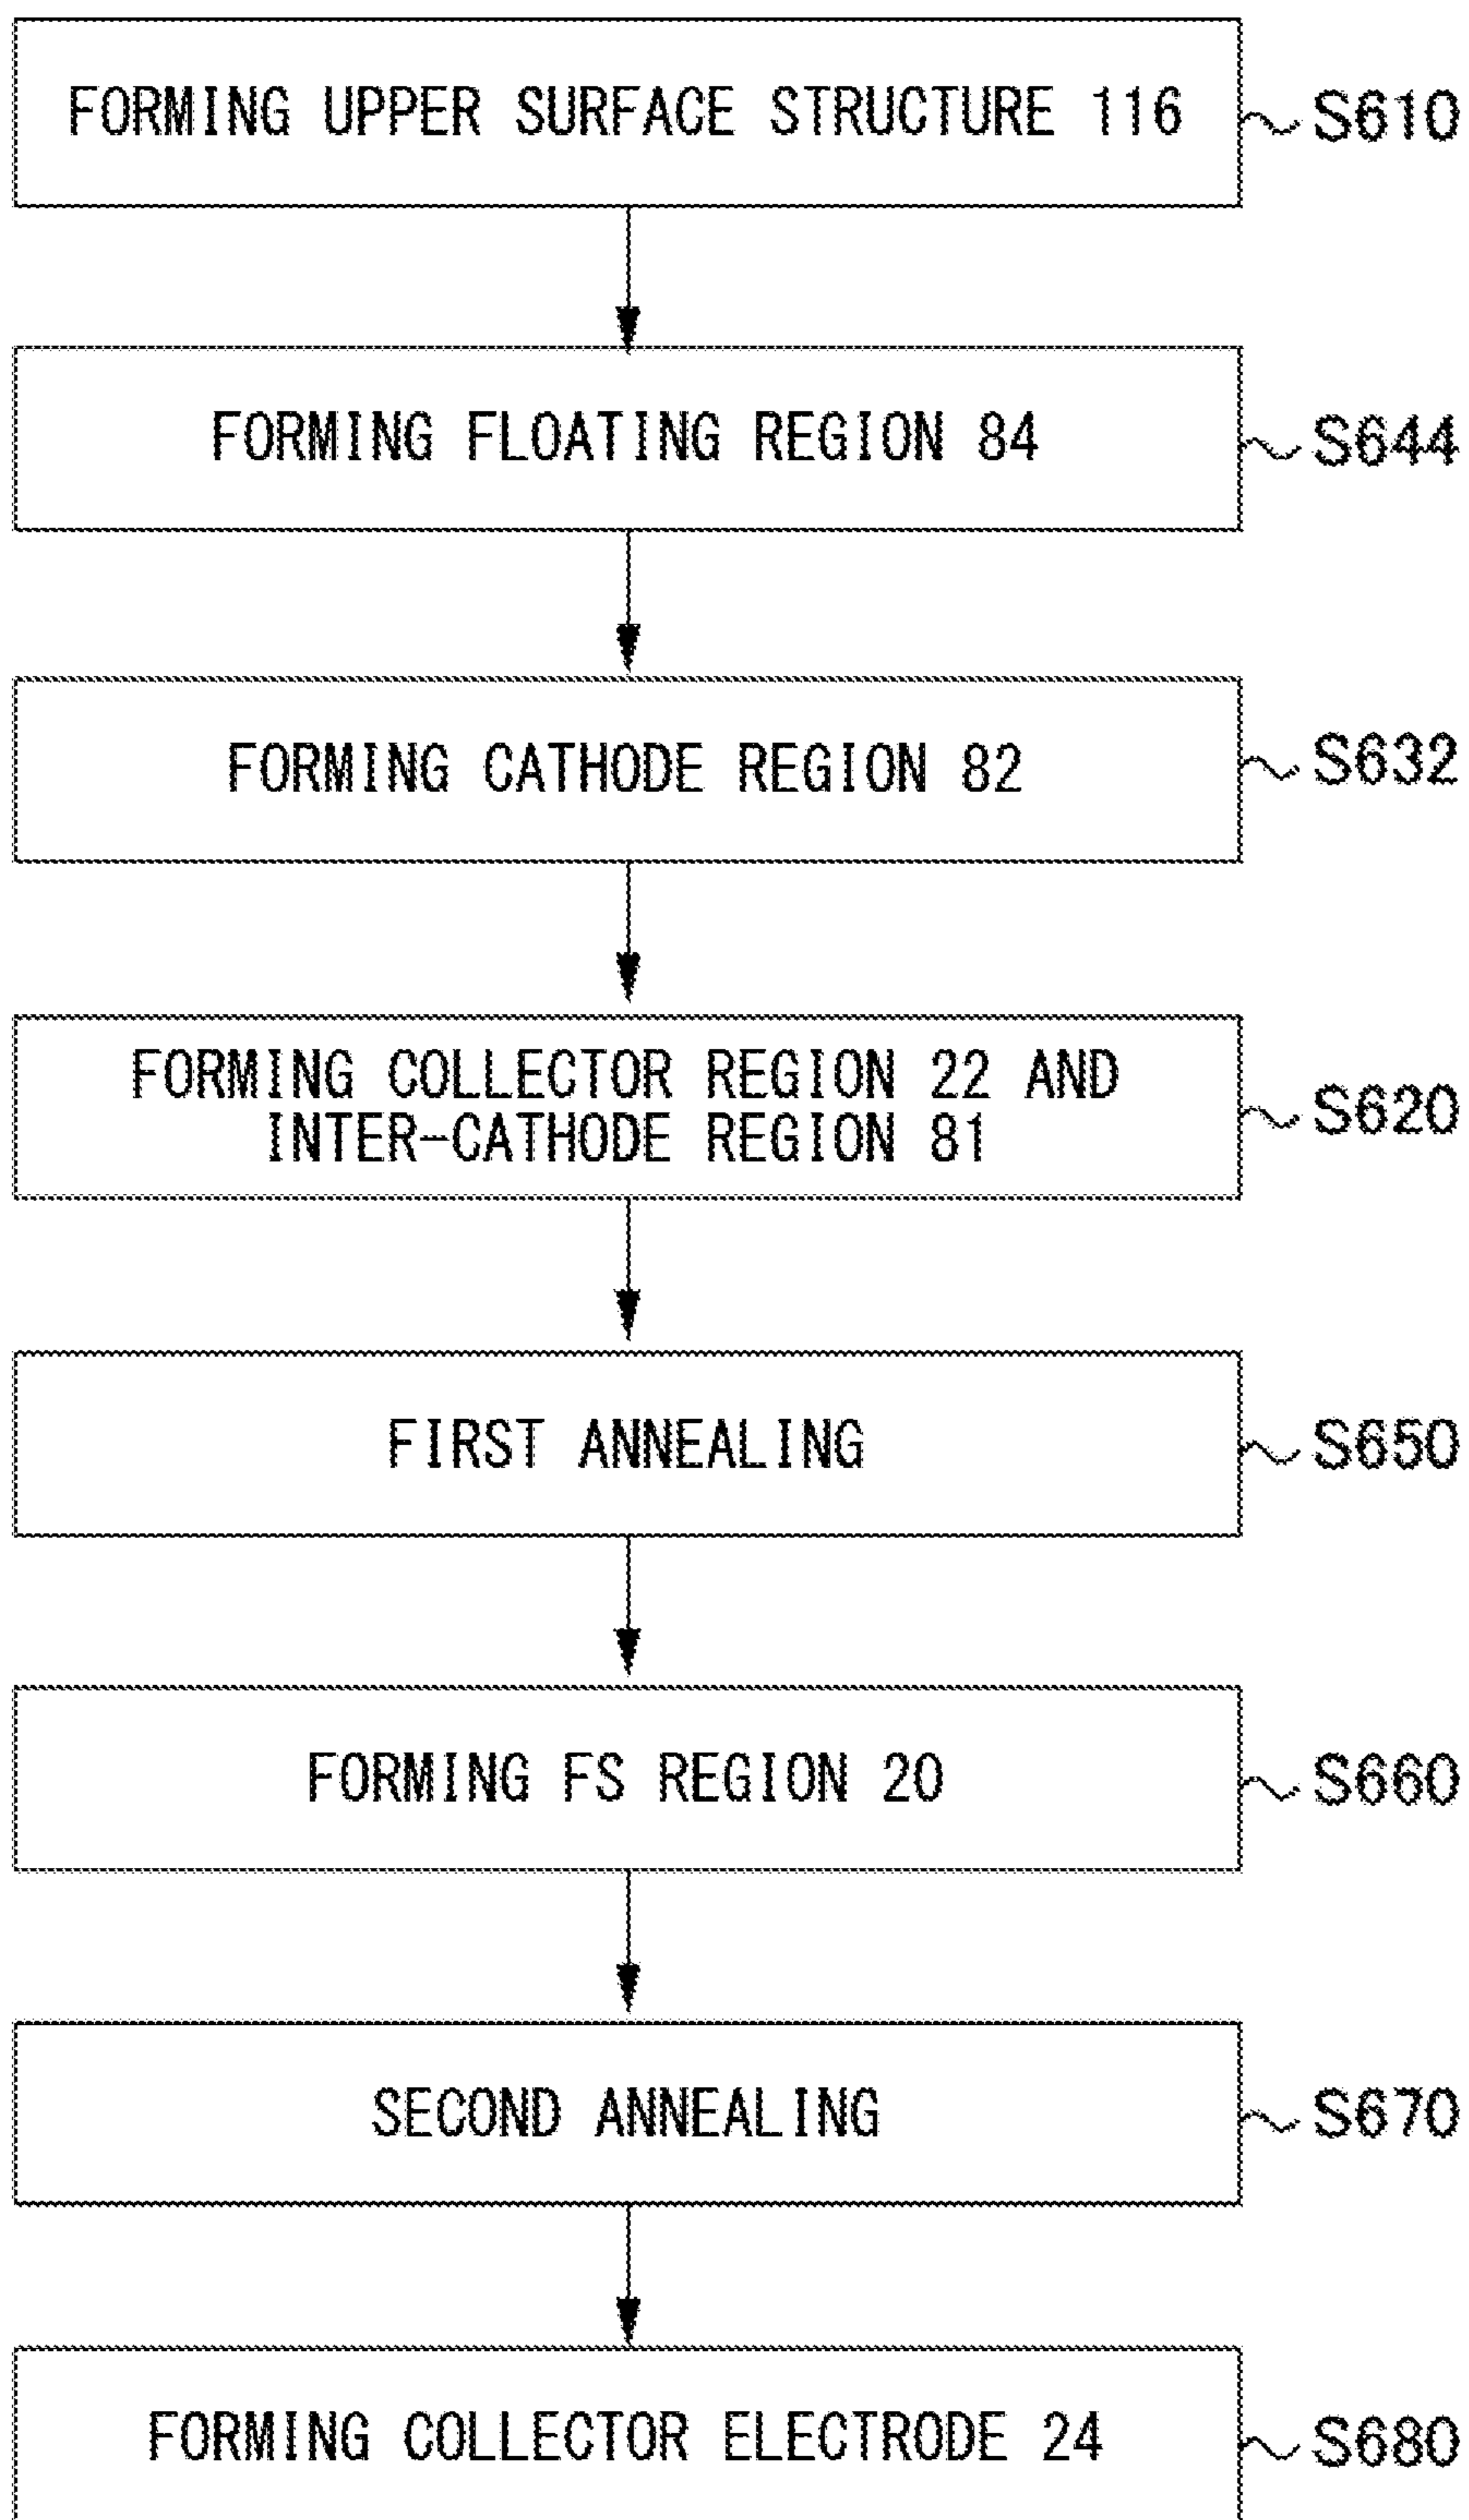 FORMING UPPER SURFACE STRUCTURE 116
S610
FORMING FLOATING REGION 84
S644
FORMING CATHODE REGION 82
S632
FORMING COLLECTOR REGION 22 AND
INTER-CATHODE REGION 81
S620
FIRST ANNEALING
S650
FORMING FS REGION 20
S660
SECOND ANNEALING
S670
FORMING COLLECTOR ELECTRODE 24
S680